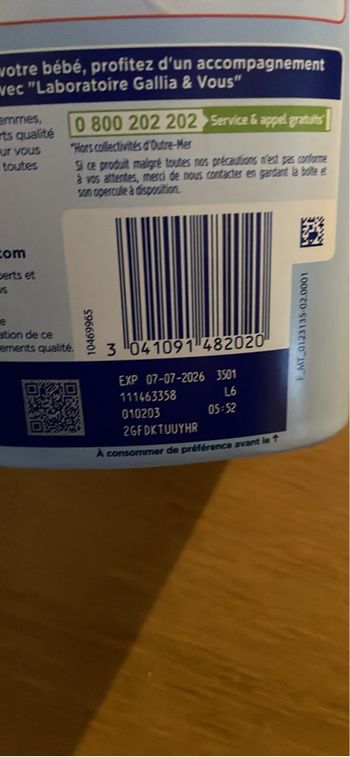 votre bébé, profitez d'un accompagnement
vec "Laboratoire Gallia & Vous"
emmes,
rts qualité
ur vous
toutes
0 800 202 202 Service & appel gratuits*
*Hors collectivités d'Outre-Mer
Si ce produit malgré toutes nos précautions n'est pas conforme
à vos attentes, merci de nous contacter en gardant la boîte et
son opercule à disposition.
com
perts et
os
e
ation de ce
ements qualité.
10469965
3 041091 482020
F_MT_0123135-02.0001
EXP 07-07-2026 3501
111463358 L6
010203 05:52
2GFDKTUUYHR
À consommer de préférence avant le ↑